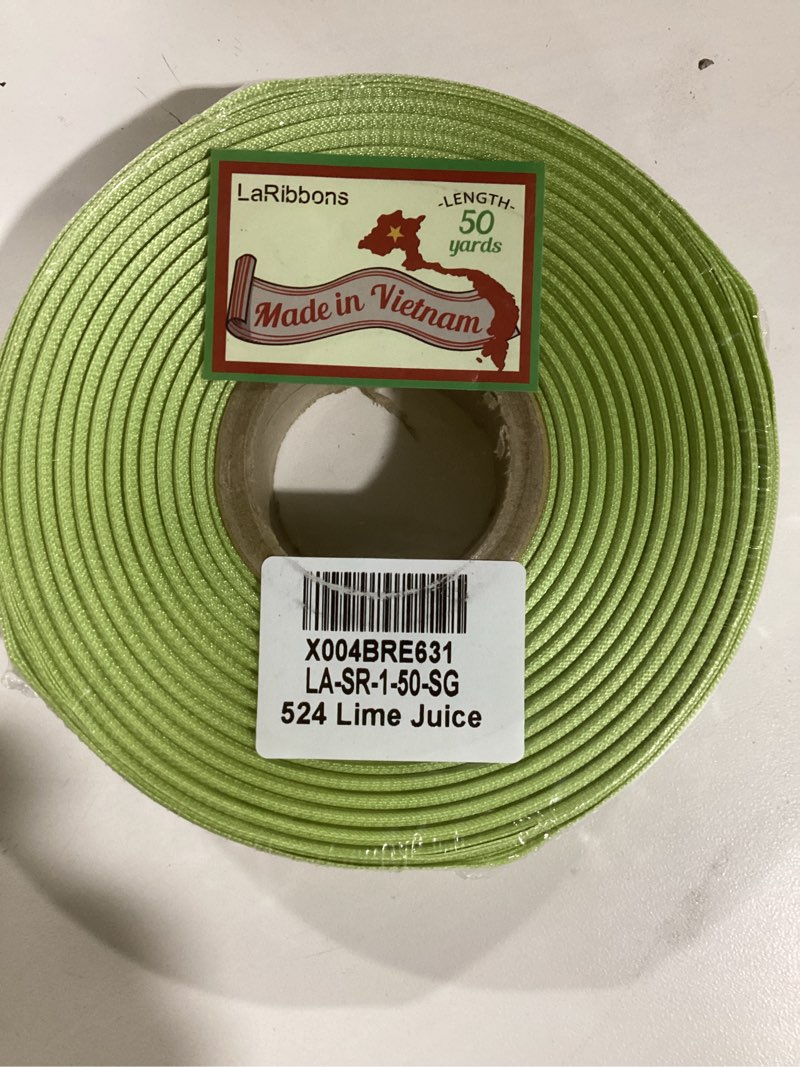 LaRibbons
-LENGTH-
50
yards
Made in Vietnam
X004BRE631
LA-SR-1-50-SG
524 Lime Juice